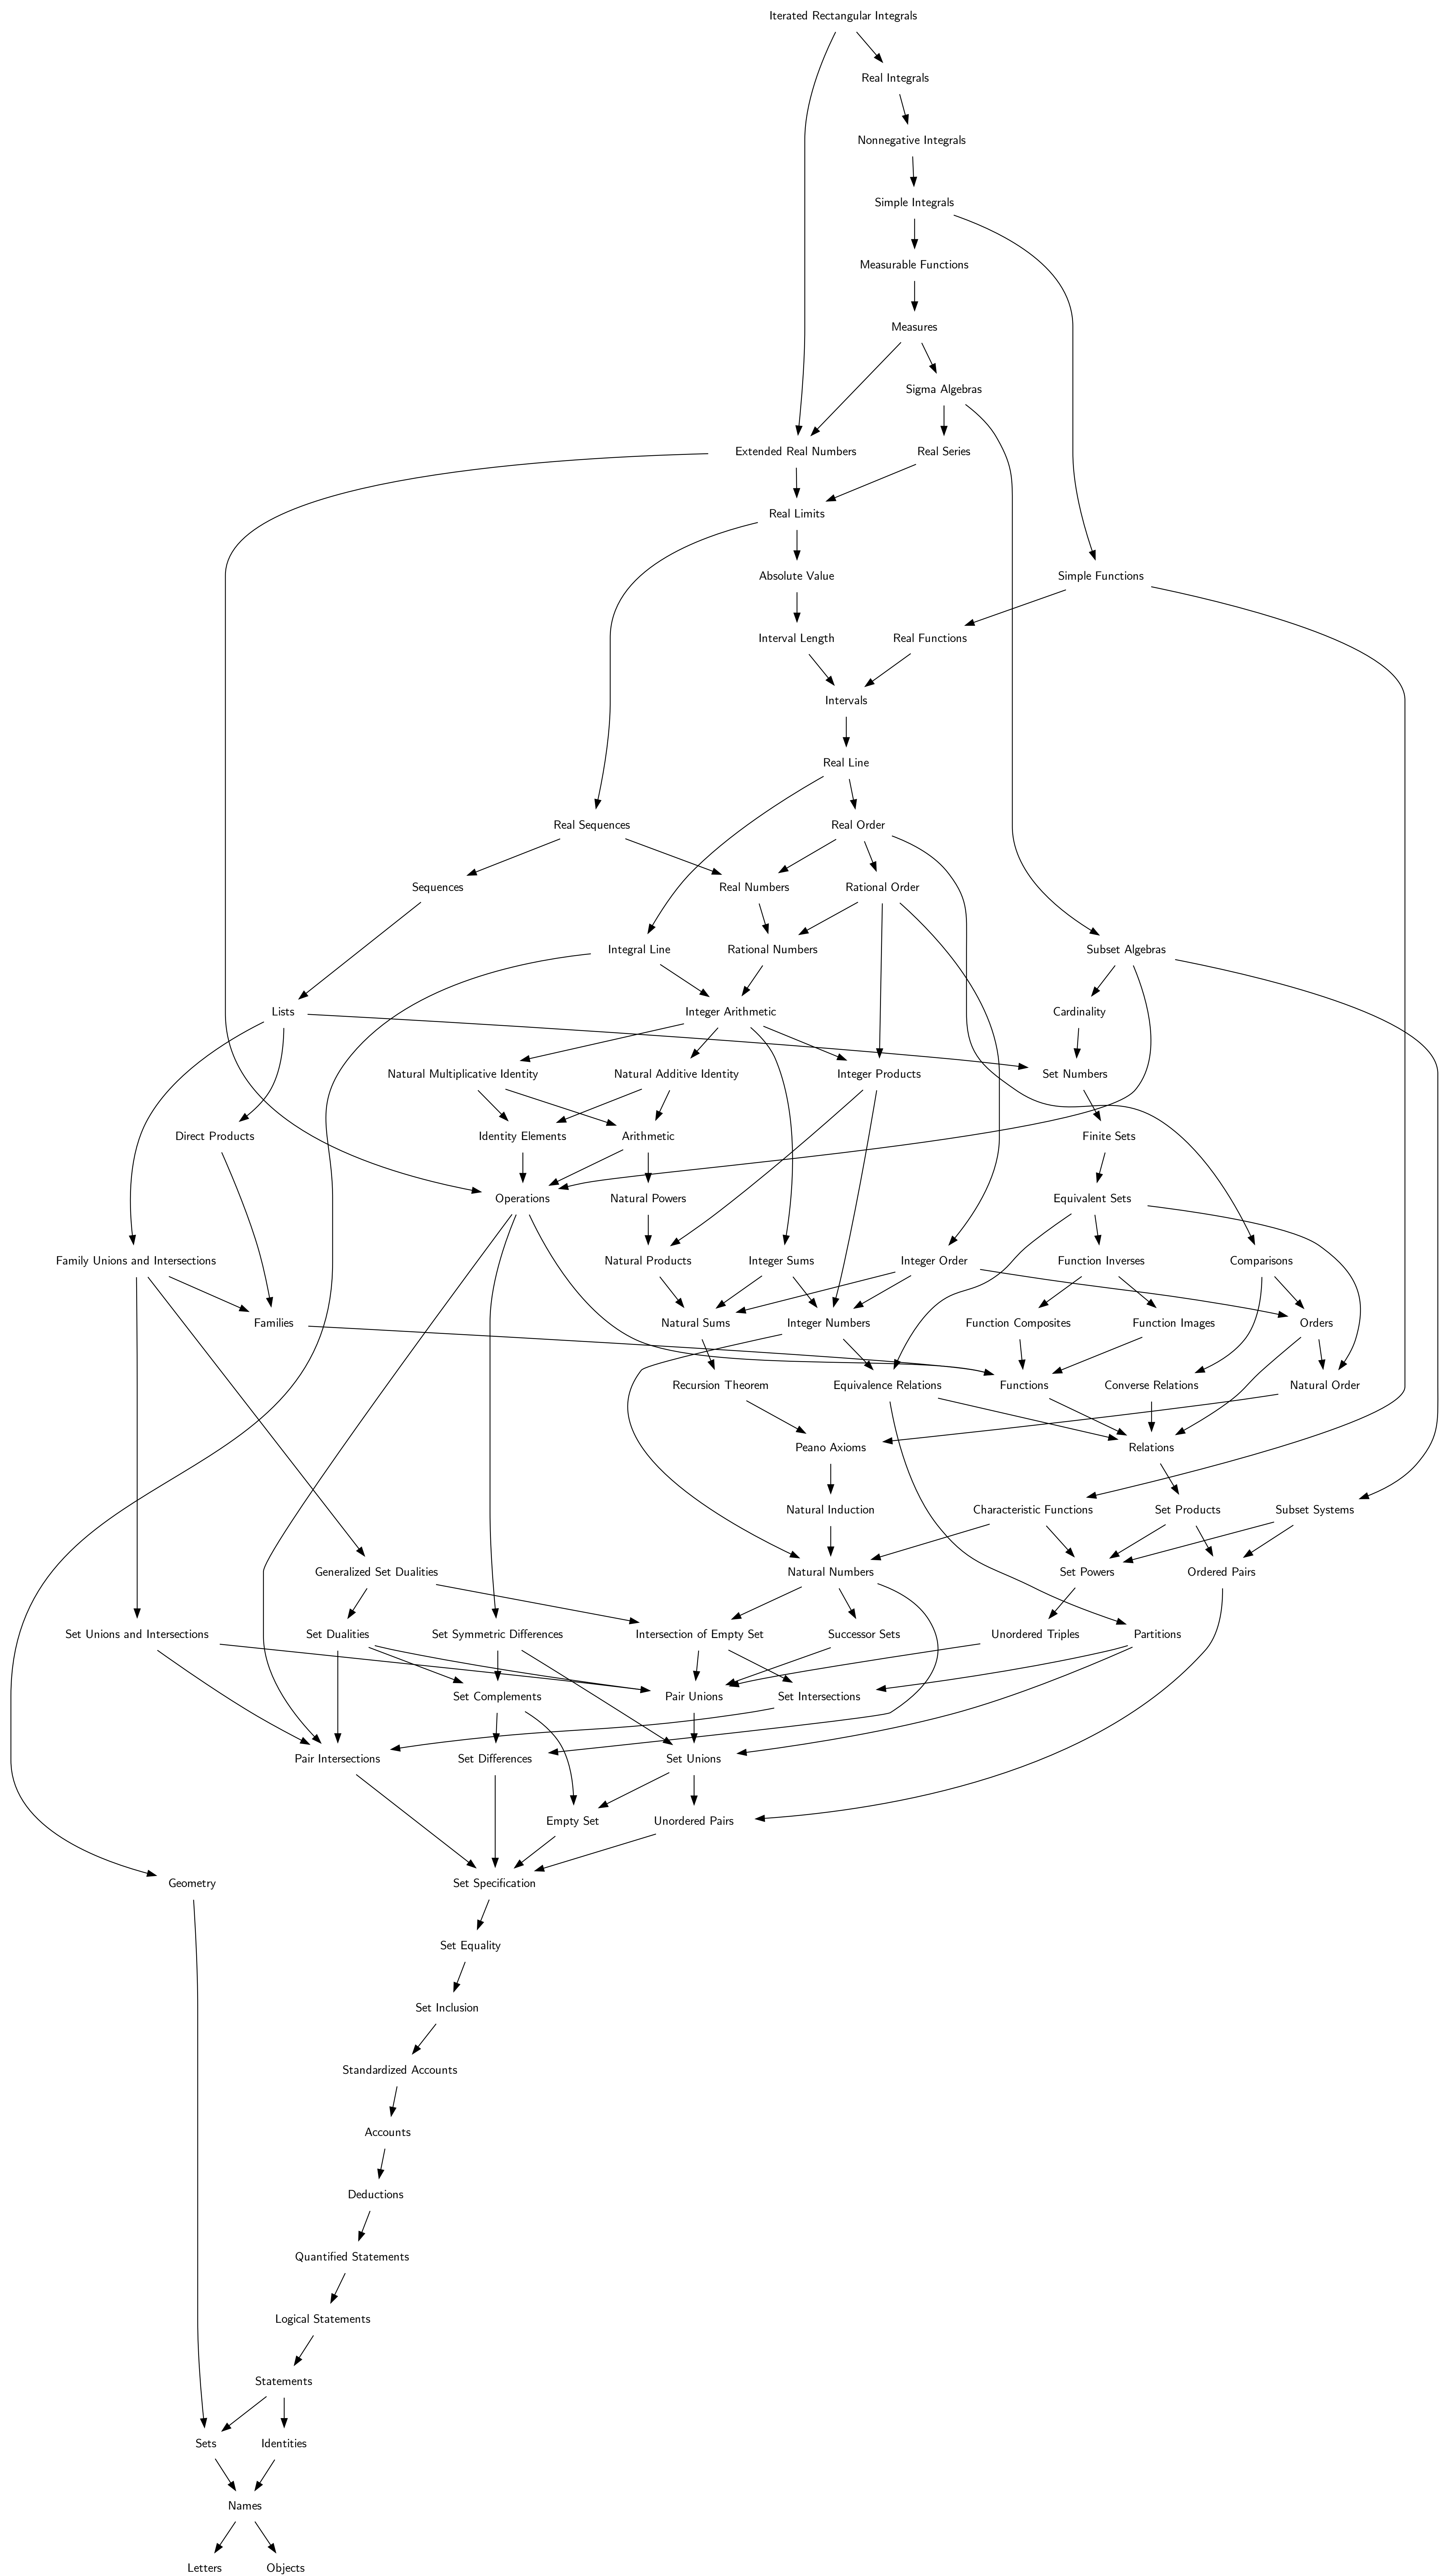 Iterated Rectangular Integrals
Real Integrals
Nonnegative Integrals
Simple Integrals
Measurable Functions
Measures
Sigma Algebras
Extended Real Numbers
Real Series
Real Limits
Absolute Value
Simple Functions
Interval Length
Real Functions
Intervals
Real Line
Real Sequences
Real Order
Sequences
Real Numbers
Rational Order
Integral Line
Rational Numbers
Subset Algebras
Lists
Integer Arithmetic
Cardinality
Natural Multiplicative Identity
Natural Additive Identity
Integer Products
Set Numbers
Direct Products
Identity Elements
Arithmetic
Finite Sets
Operations
Natural Powers
Equivalent Sets
Family Unions and Intersections
Natural Products
Integer Sums
Integer Order
Function Inverses
Comparisons
Families
Natural Sums
Integer Numbers
Function Composites
Function Images
Orders
Recursion Theorem
Equivalence Relations
Functions
Converse Relations
Natural Order
Peano Axioms
Relations
Natural Induction
Characteristic Functions
Set Products
Subset Systems
Generalized Set Dualities
Natural Numbers
Set Powers
Ordered Pairs
Set Unions and Intersections
Set Dualities
Set Symmetric Differences
Intersection of Empty Set
Successor Sets
Unordered Triples
Partitions
Set Complements
Pair Unions
Set Intersections
Pair Intersections
Set Differences
Set Unions
Empty Set
Unordered Pairs
Geometry
Set Specification
Set Equality
Set Inclusion
Standardized Accounts
Accounts
Deductions
Quantified Statements
Logical Statements
Statements
Sets
Identities
Names
Letters
Objects